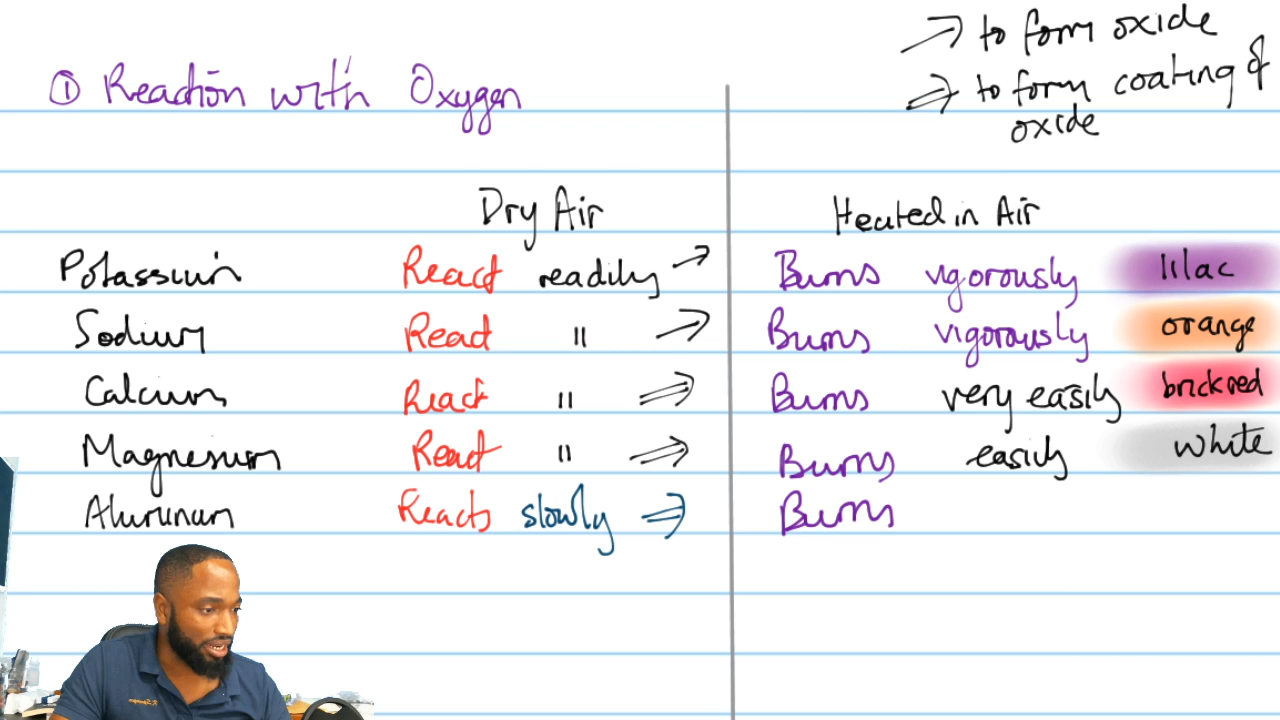 → to form oxide
① Reaction with Oxygen
⇒ to form coating of
oxide
Dry Air
Heated in Air
Potassium React readily → Burns vigorously lilac
Sodium React " → Burns vigorously orange
Calcium React " ⇒ Burns very easily brick red
Magnesium React " ⇒ Burns easily white
Aluminum Reacts slowly ⇒ Burns